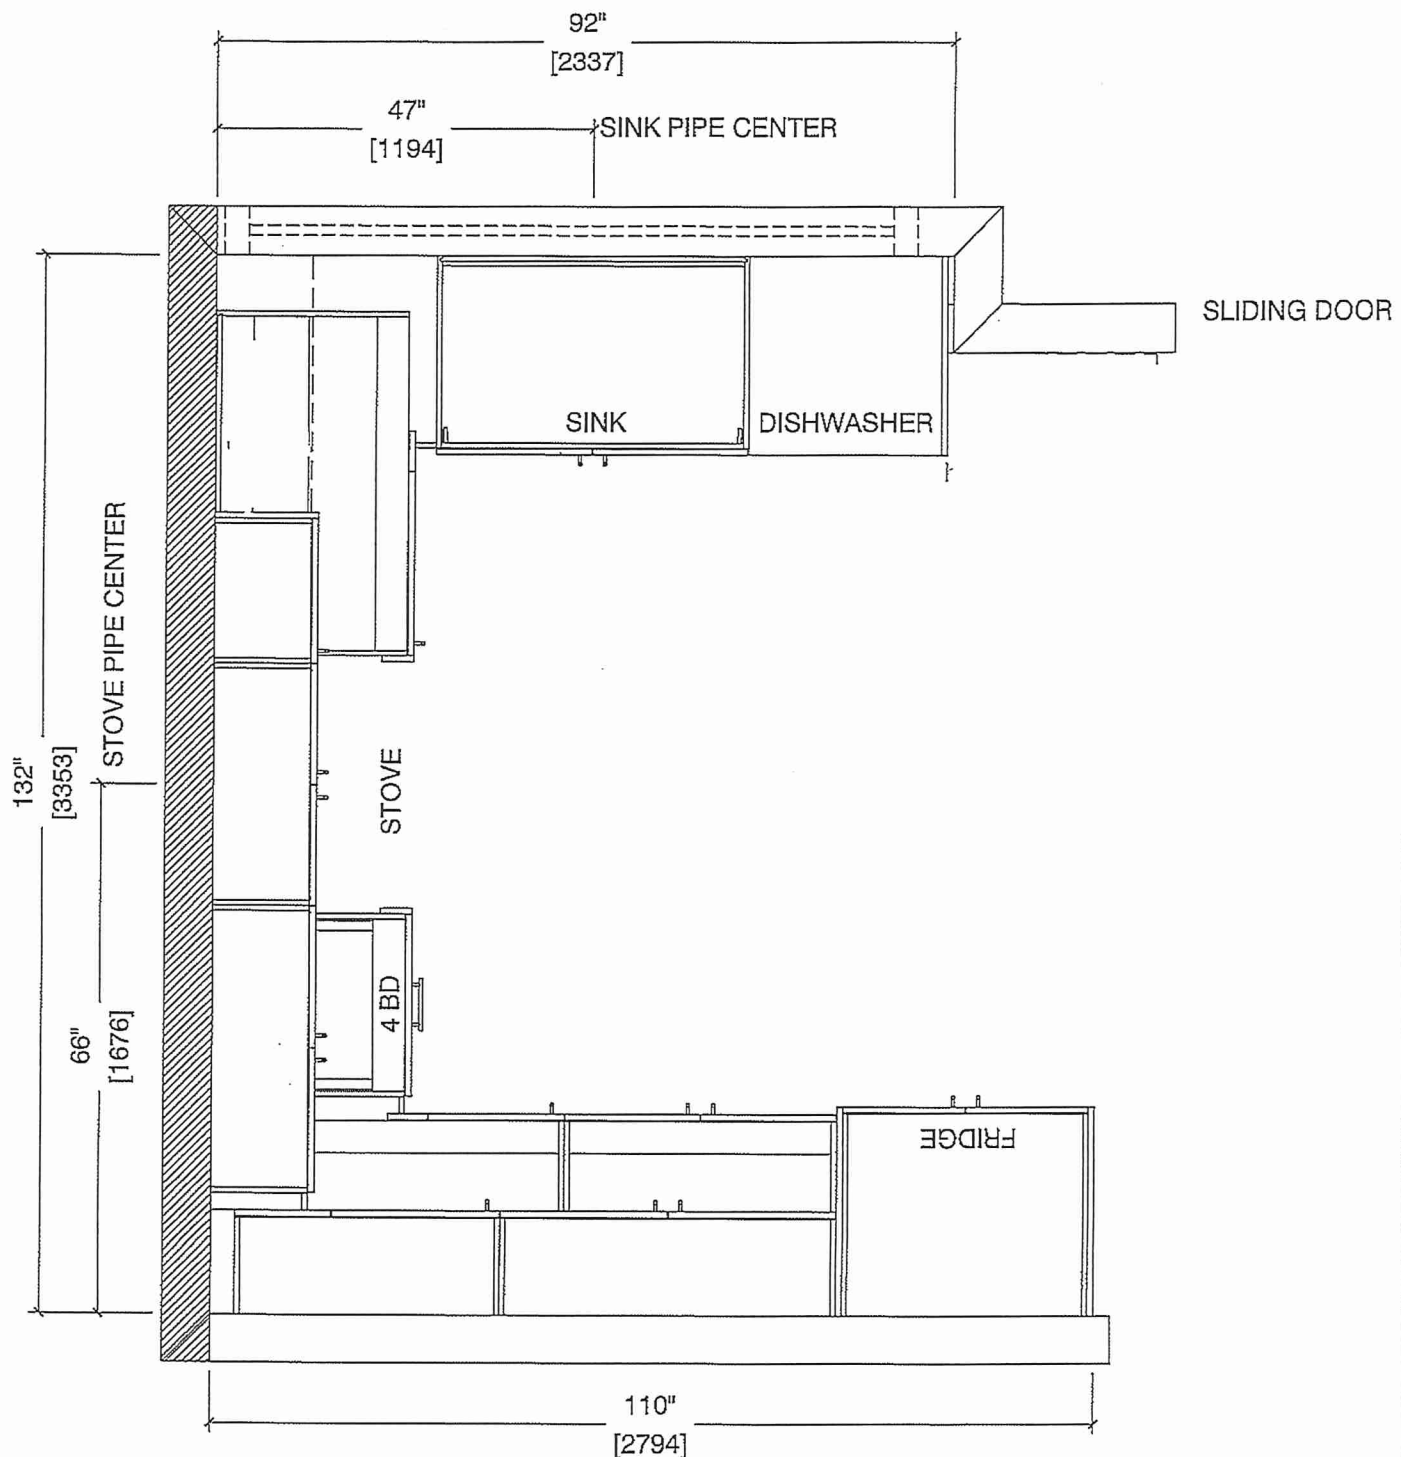 92"
[2337]
47"
[1194]
SINK PIPE CENTER
SLIDING DOOR
SINK
DISHWASHER
STOVE PIPE CENTER
132"
[3353]
STOVE
66"
[1676]
4 BD
FRIDGE
110"
[2794]